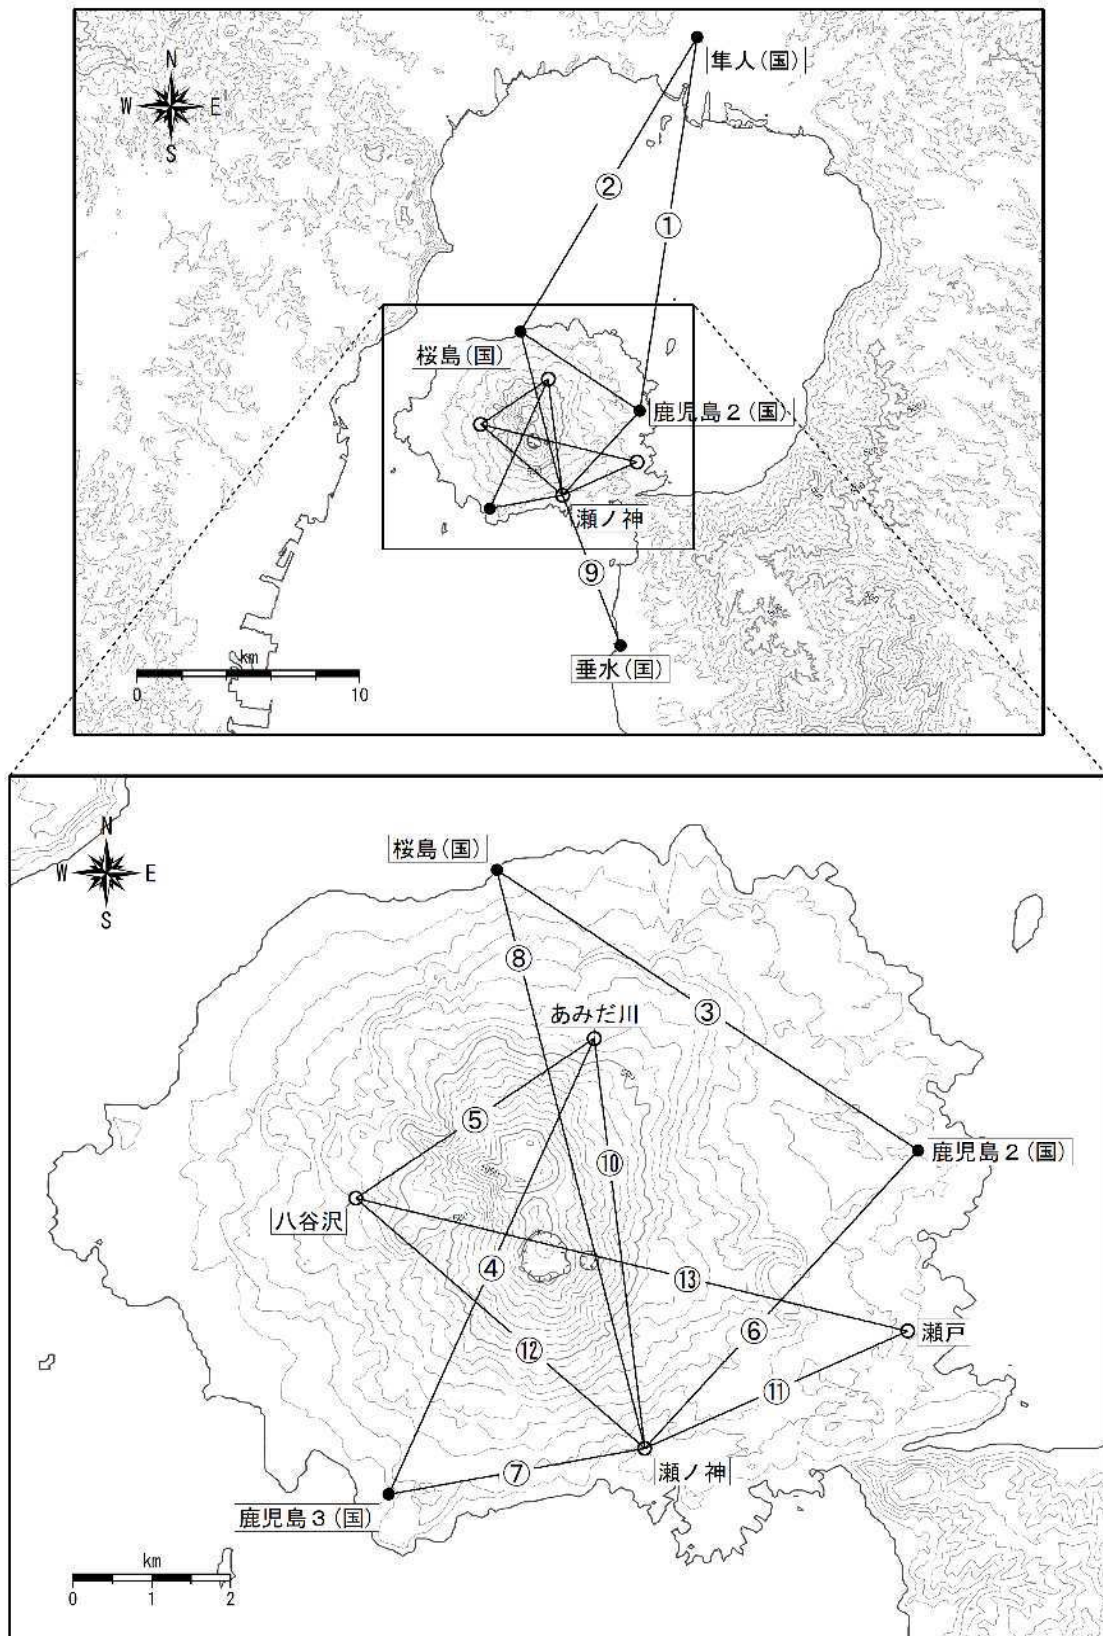 隼人(国)
N
W
E
S
②
①
桜島(国)
鹿児島2(国)
瀬ノ神
⑨
km
0
10
垂水(国)
桜島(国)
N
W
E
S
⑧
③
あみだ川
⑤
⑩
鹿児島2(国)
八谷沢
④
⑬
⑥
瀬戸
⑫
⑪
瀬ノ神
⑦
鹿児島3(国)
km
0
1
2